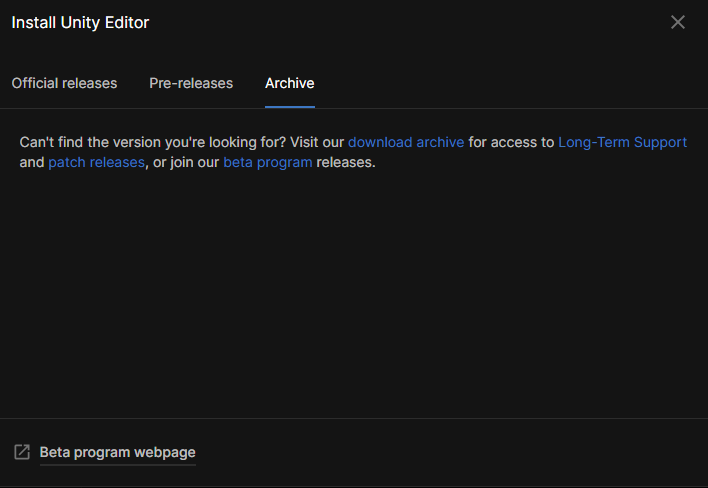 Install Unity Editor
Official releases
Pre-releases
Archive
Can't find the version you're looking for? Visit our download archive for access to Long-Term Support
and patch releases, or join our beta program releases.
Beta program webpage